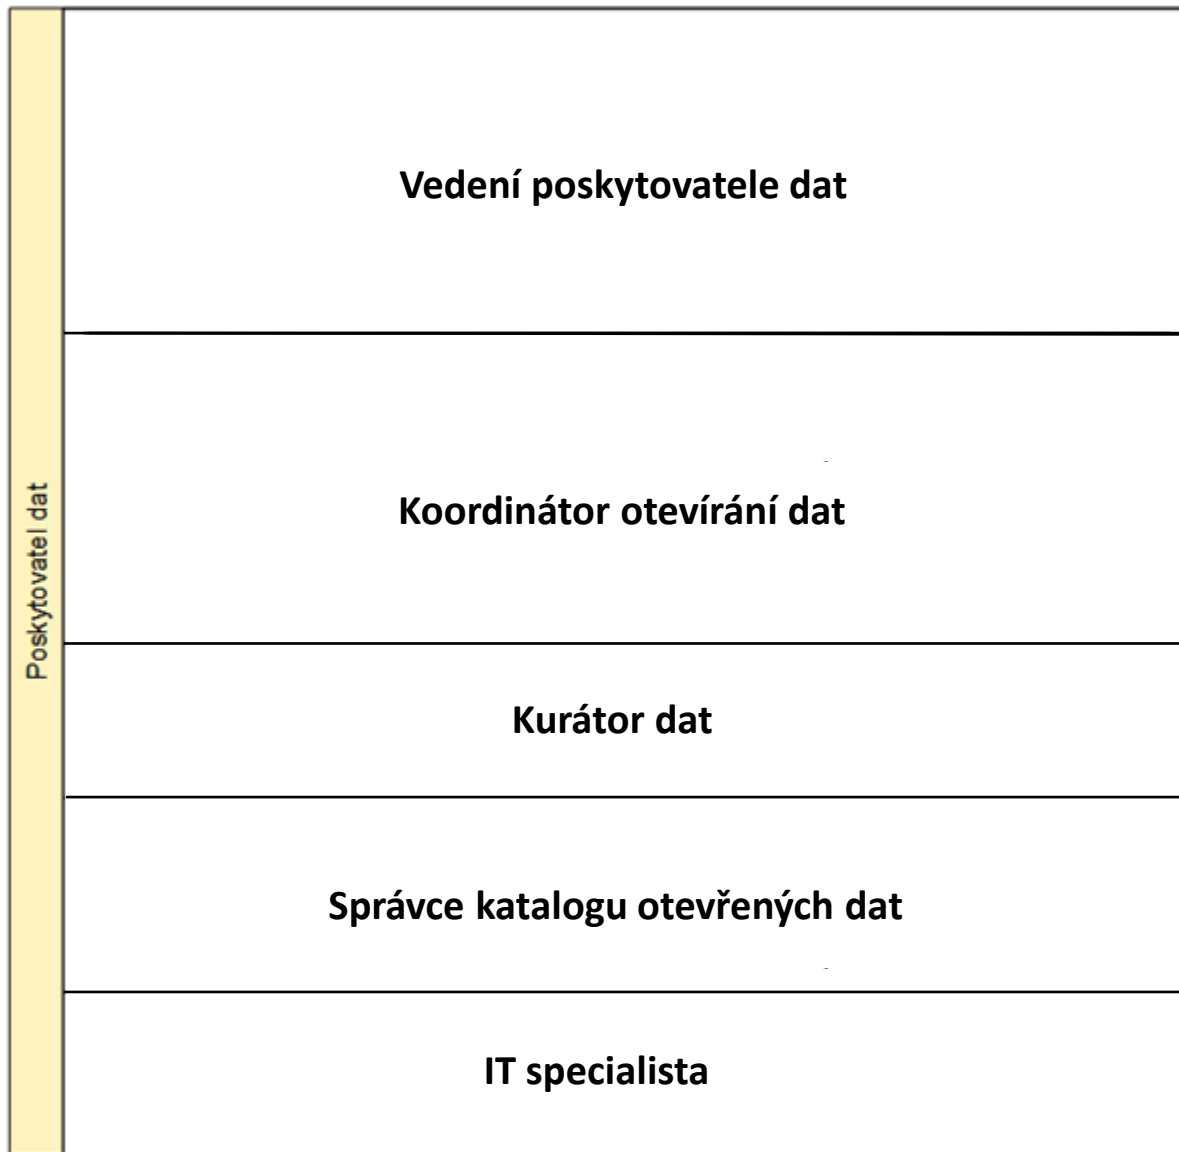 Poskytovatel dat
Vedení poskytovatele dat
Koordinátor otevírání dat
Kurátor dat
Správce katalogu otevřených dat
IT specialista